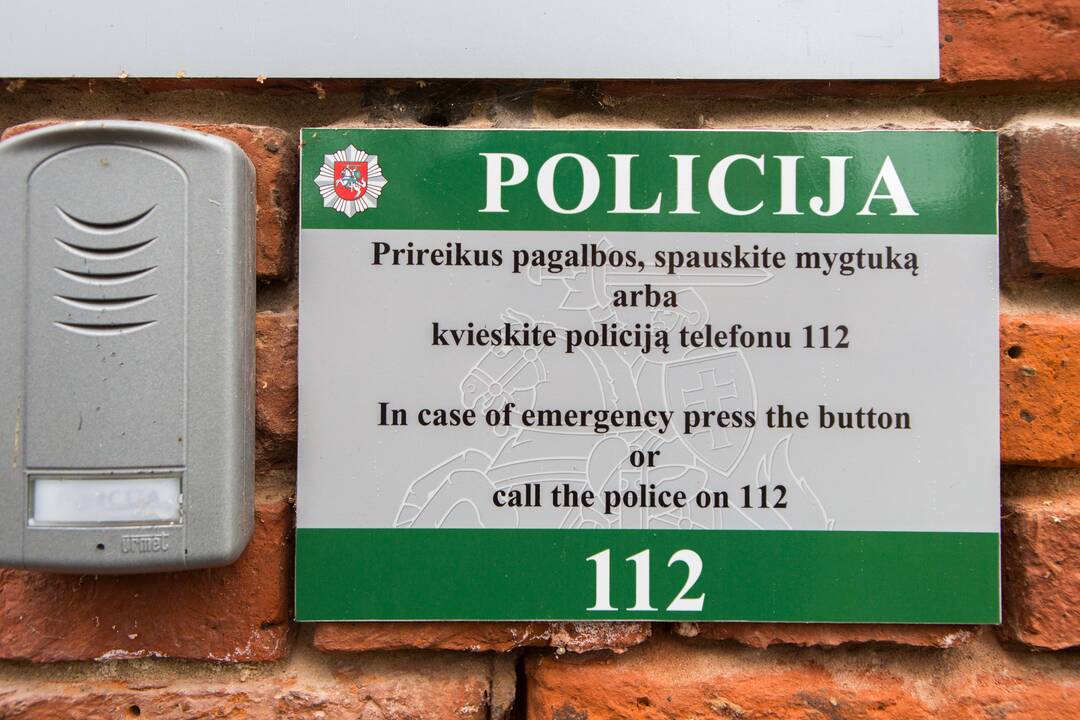 POLICIJA
Prireikus pagalbos, spauskite mygtuką
arba
kvieskite policiją telefonu 112
In case of emergency press the button
or
call the police on 112
112
urmet